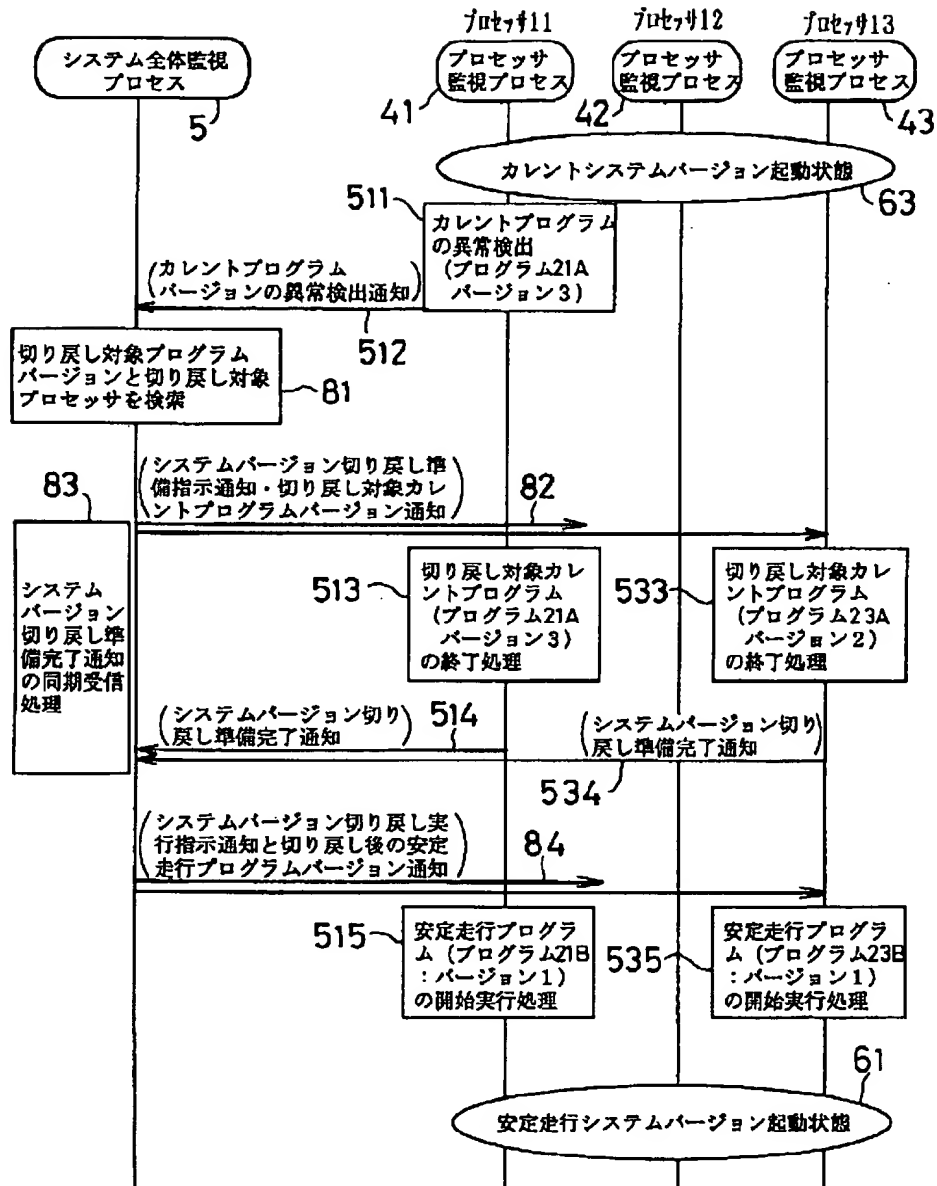 プロセッサ11
プロセッサ12
プロセッサ13
システム全体監視
プロセス
5
プロセッサ
監視プロセス
41
プロセッサ
監視プロセス
42
プロセッサ
監視プロセス
43
カレントシステムバージョン起動状態
63
511
カレントプログラム
の異常検出
(プログラム21A
バージョン3)
(カレントプログラム
バージョンの異常検出通知)
512
切り戻し対象プログラム
バージョンと切り戻し対象
プロセッサを検索
81
(システムバージョン切り戻し準
備指示通知・切り戻し対象カレ
ントプログラムバージョン通知)
82
83
システム
バージョン
切り戻し準
備完了通知
の同期受信
処理
513
切り戻し対象カレ
ントプログラム
(プログラム21A
バージョン3)
の終了処理
533
切り戻し対象カレ
ントプログラム
(プログラム23A
バージョン2)
の終了処理
(システムバージョン切り
戻し準備完了通知)
514
(システムバージョン切り
戻し準備完了通知)
534
(システムバージョン切り戻し実
行指示通知と切り戻し後の安定
走行プログラムバージョン通知)
84
515
安定走行プログラ
ム(プログラム21B
:バージョン1)
の開始実行処理
535
安定走行プログラ
ム(プログラム23B
:バージョン1)
の開始実行処理
61
安定走行システムバージョン起動状態